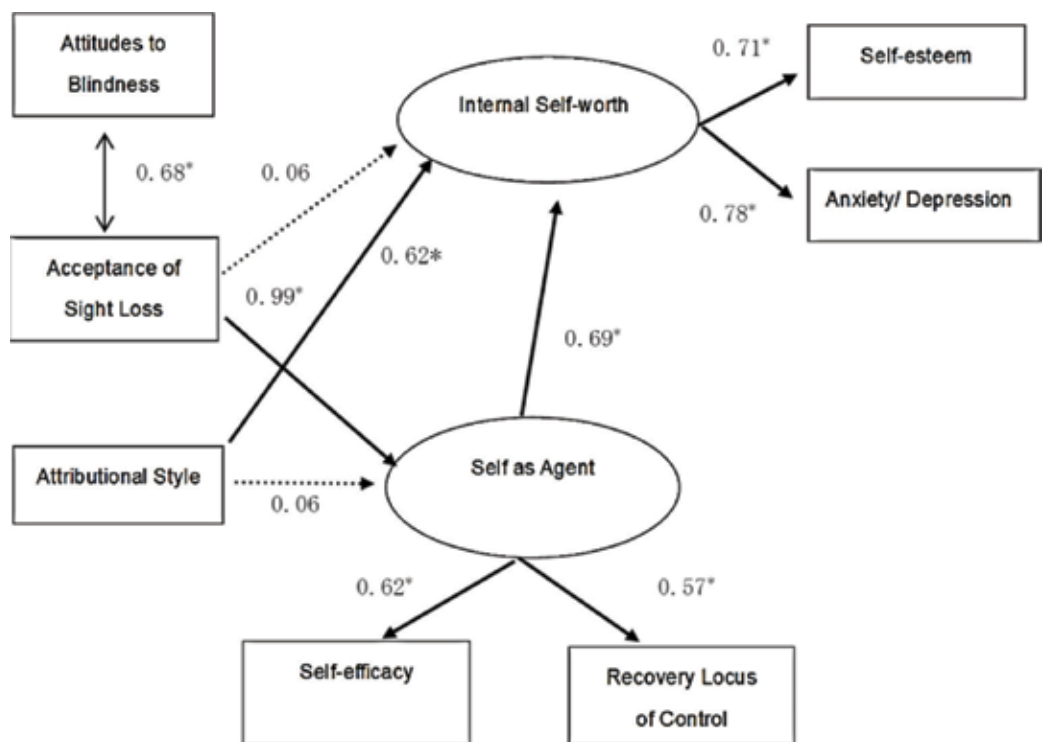 Attitudes to
Blindness
0.68*
Acceptance of
Sight Loss
Attributional Style
0.06
0.99*
0.62*
0.06
Internal Self-worth
0.69*
Self as Agent
0.71*
Self-esteem
0.78*
Anxiety/ Depression
0.62*
0.57*
Self-efficacy
Recovery Locus
of Control